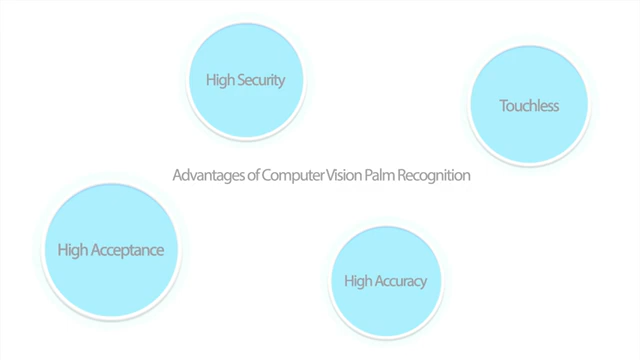 High Security
Touchless
Advantages of Computer Vision Palm Recognition
High Acceptance
High Accuracy